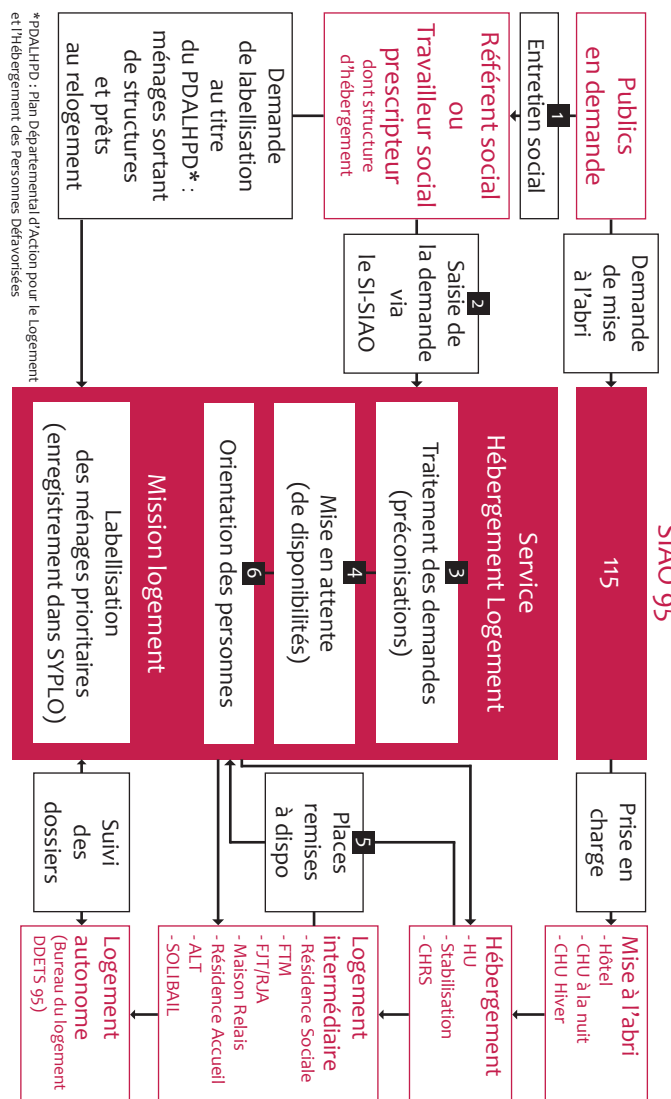 SIAO 95
Publics
en demande
Demande
de mise
à l'abri
115
Prise en
charge
Mise à l'abri
- Hôtel
- CHU à la nuit
- CHU Hiver
1
Entretien social
Référent social
ou
Travailleur social
prescripteur
dont structure
d'hébergement
2
Saisie de
la demande
via
le SI-SIAO
Service
Hébergement Logement
3
Traitement des demandes
(préconisations)
4
Mise en attente
(de disponibilités)
6
Orientation des personnes
5
Places
remises
à dispo
Hébergement
- HU
- Stabilisation
- CHRS
Logement
intermédiaire
- Résidence Sociale
- FTM
- FJT/RJA
- Maison Relais
- Résidence Accueil
- ALT
- SOLIBAIL
Demande
de labellisation
au titre
du PDALHPD* :
ménages sortant
de structures
et prêts
au relogement
Mission logement
Labellisation
des ménages prioritaires
(enregistrement dans SYPLO)
Suivi
des
dossiers
Logement
autonome
(Bureau du logement
DDETS 95)
*PDALHPD : Plan Départemental d'Action pour le Logement
et l'Hébergement des Personnes Défavorisées